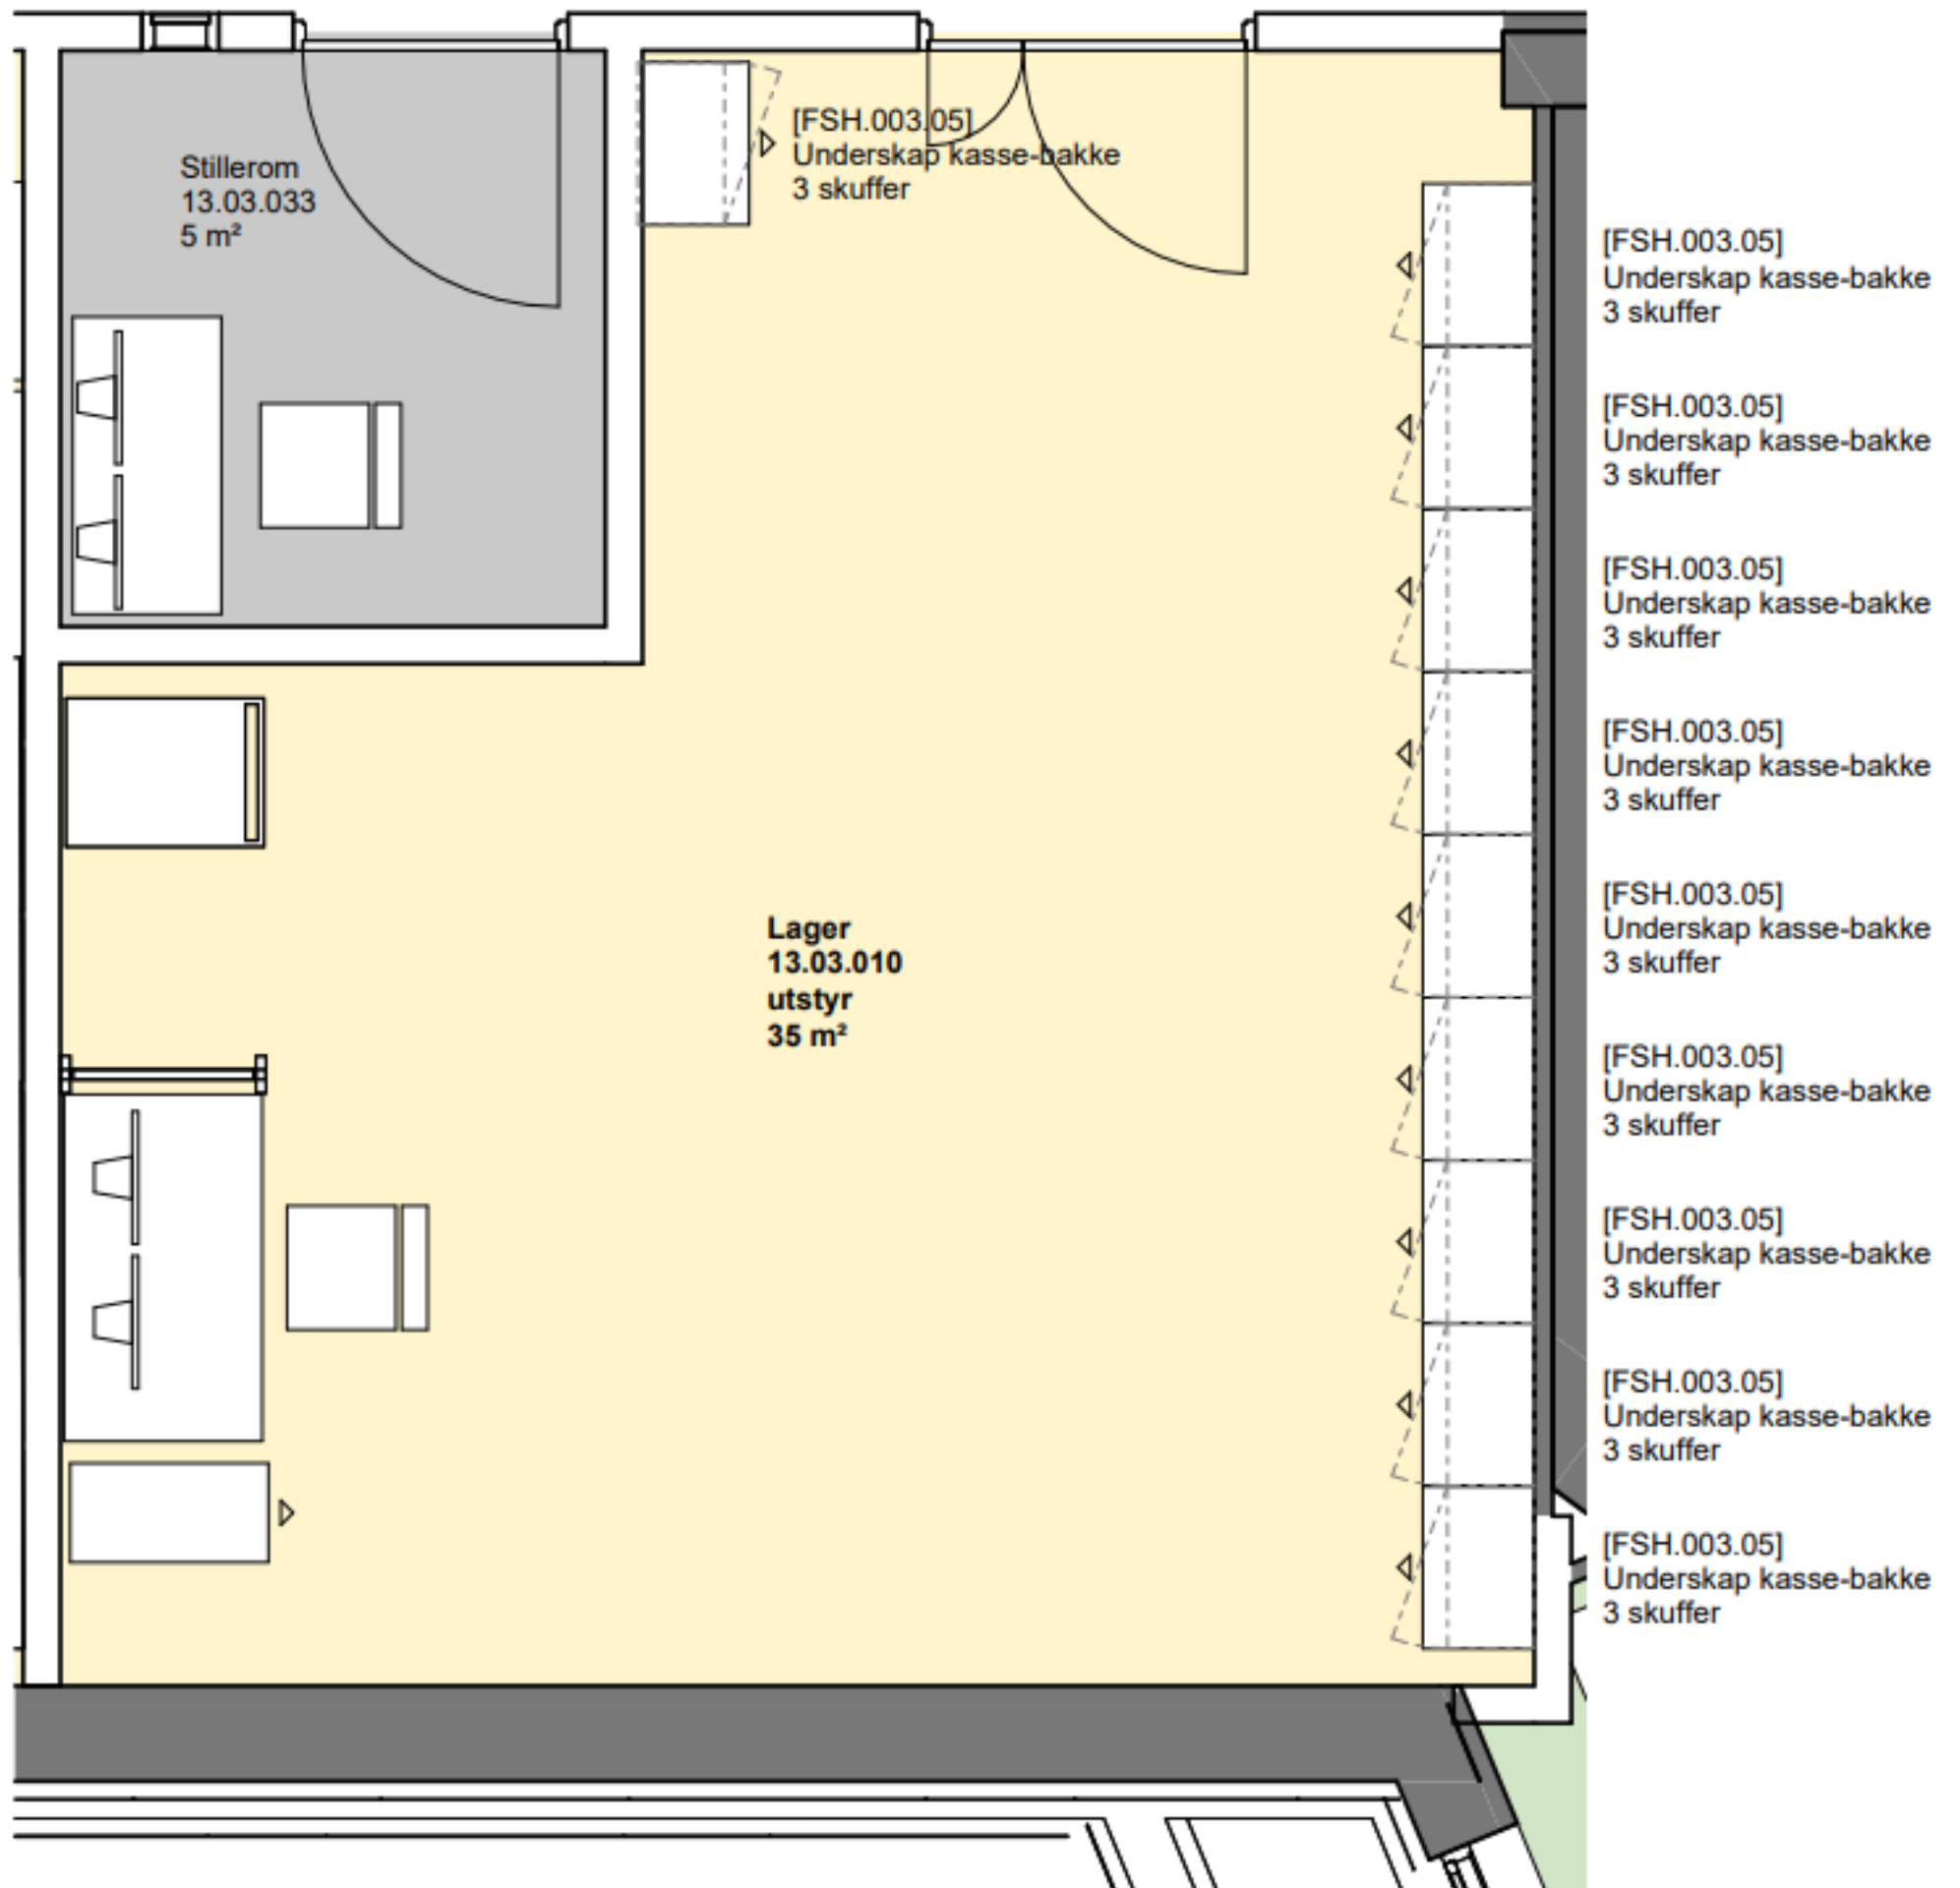 Stillerom
13.03.033
5 m²
[FSH.003.05]
Underskap kasse-bakke
3 skuffer
Lager
13.03.010
utstyr
35 m²
[FSH.003.05]
Underskap kasse-bakke
3 skuffer
[FSH.003.05]
Underskap kasse-bakke
3 skuffer
[FSH.003.05]
Underskap kasse-bakke
3 skuffer
[FSH.003.05]
Underskap kasse-bakke
3 skuffer
[FSH.003.05]
Underskap kasse-bakke
3 skuffer
[FSH.003.05]
Underskap kasse-bakke
3 skuffer
[FSH.003.05]
Underskap kasse-bakke
3 skuffer
[FSH.003.05]
Underskap kasse-bakke
3 skuffer
[FSH.003.05]
Underskap kasse-bakke
3 skuffer